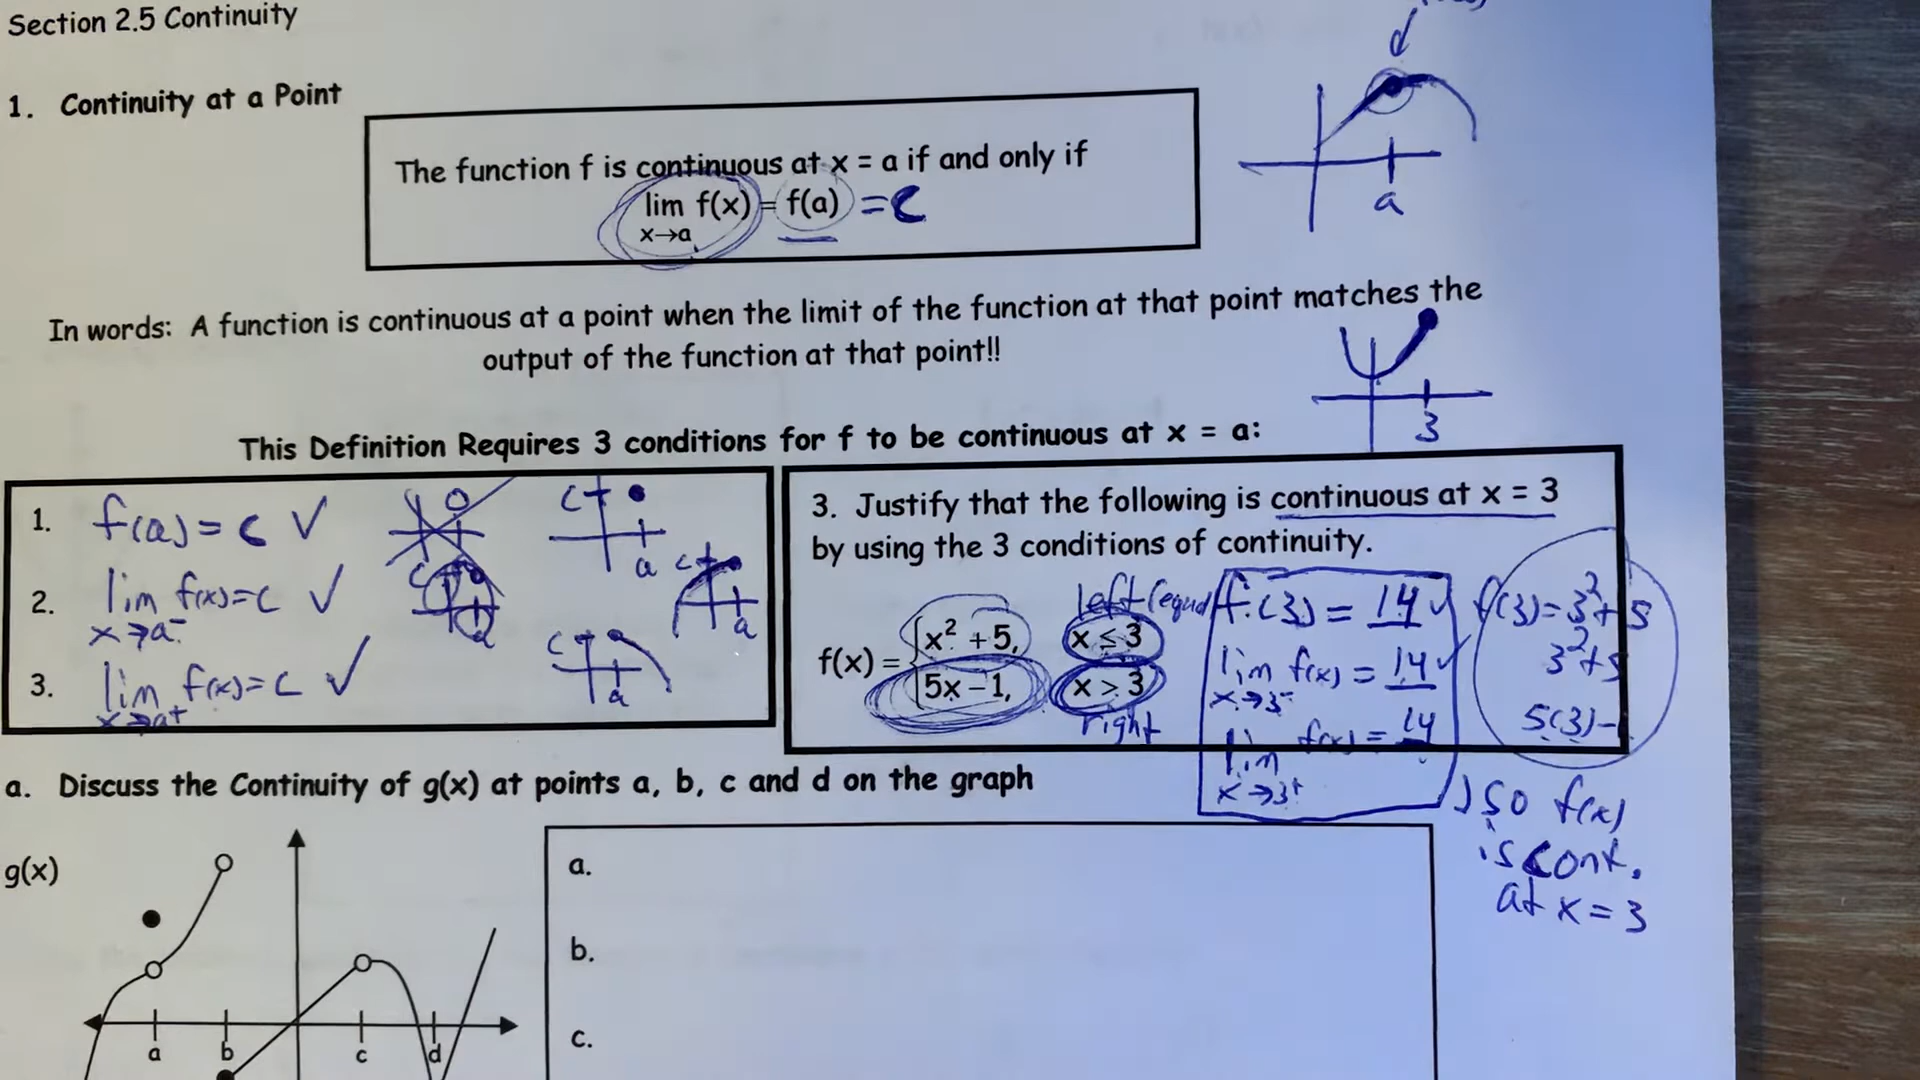 Section 2.5 Continuity
1. Continuity at a Point
The function f is continuous at x = a if and only if
lim f(x) = f(a) = C
x→a
a
In words: A function is continuous at a point when the limit of the function at that point matches the
output of the function at that point!!
3
This Definition Requires 3 conditions for f to be continuous at x = a:
1. f(a) = c ✓
2. lim f(x)=c ✓
x→a-
3. lim f(x)=c ✓
x→a+
C
a
C
a
C
a
C
a
3. Justify that the following is continuous at x = 3
by using the 3 conditions of continuity.
left (equal
f(x) = { x² + 5, x ≤ 3
5x − 1, x > 3
right
f(3) = 14 ✓
lim f(x) = 14 ✓
x→3-
lim f(x) = 14
x→3+
f(3)=3²+5
3²+5
5(3)-1
so f(x)
is cont.
at x = 3
a. Discuss the Continuity of g(x) at points a, b, c and d on the graph
g(x)
a b c d
a.
b.
c.